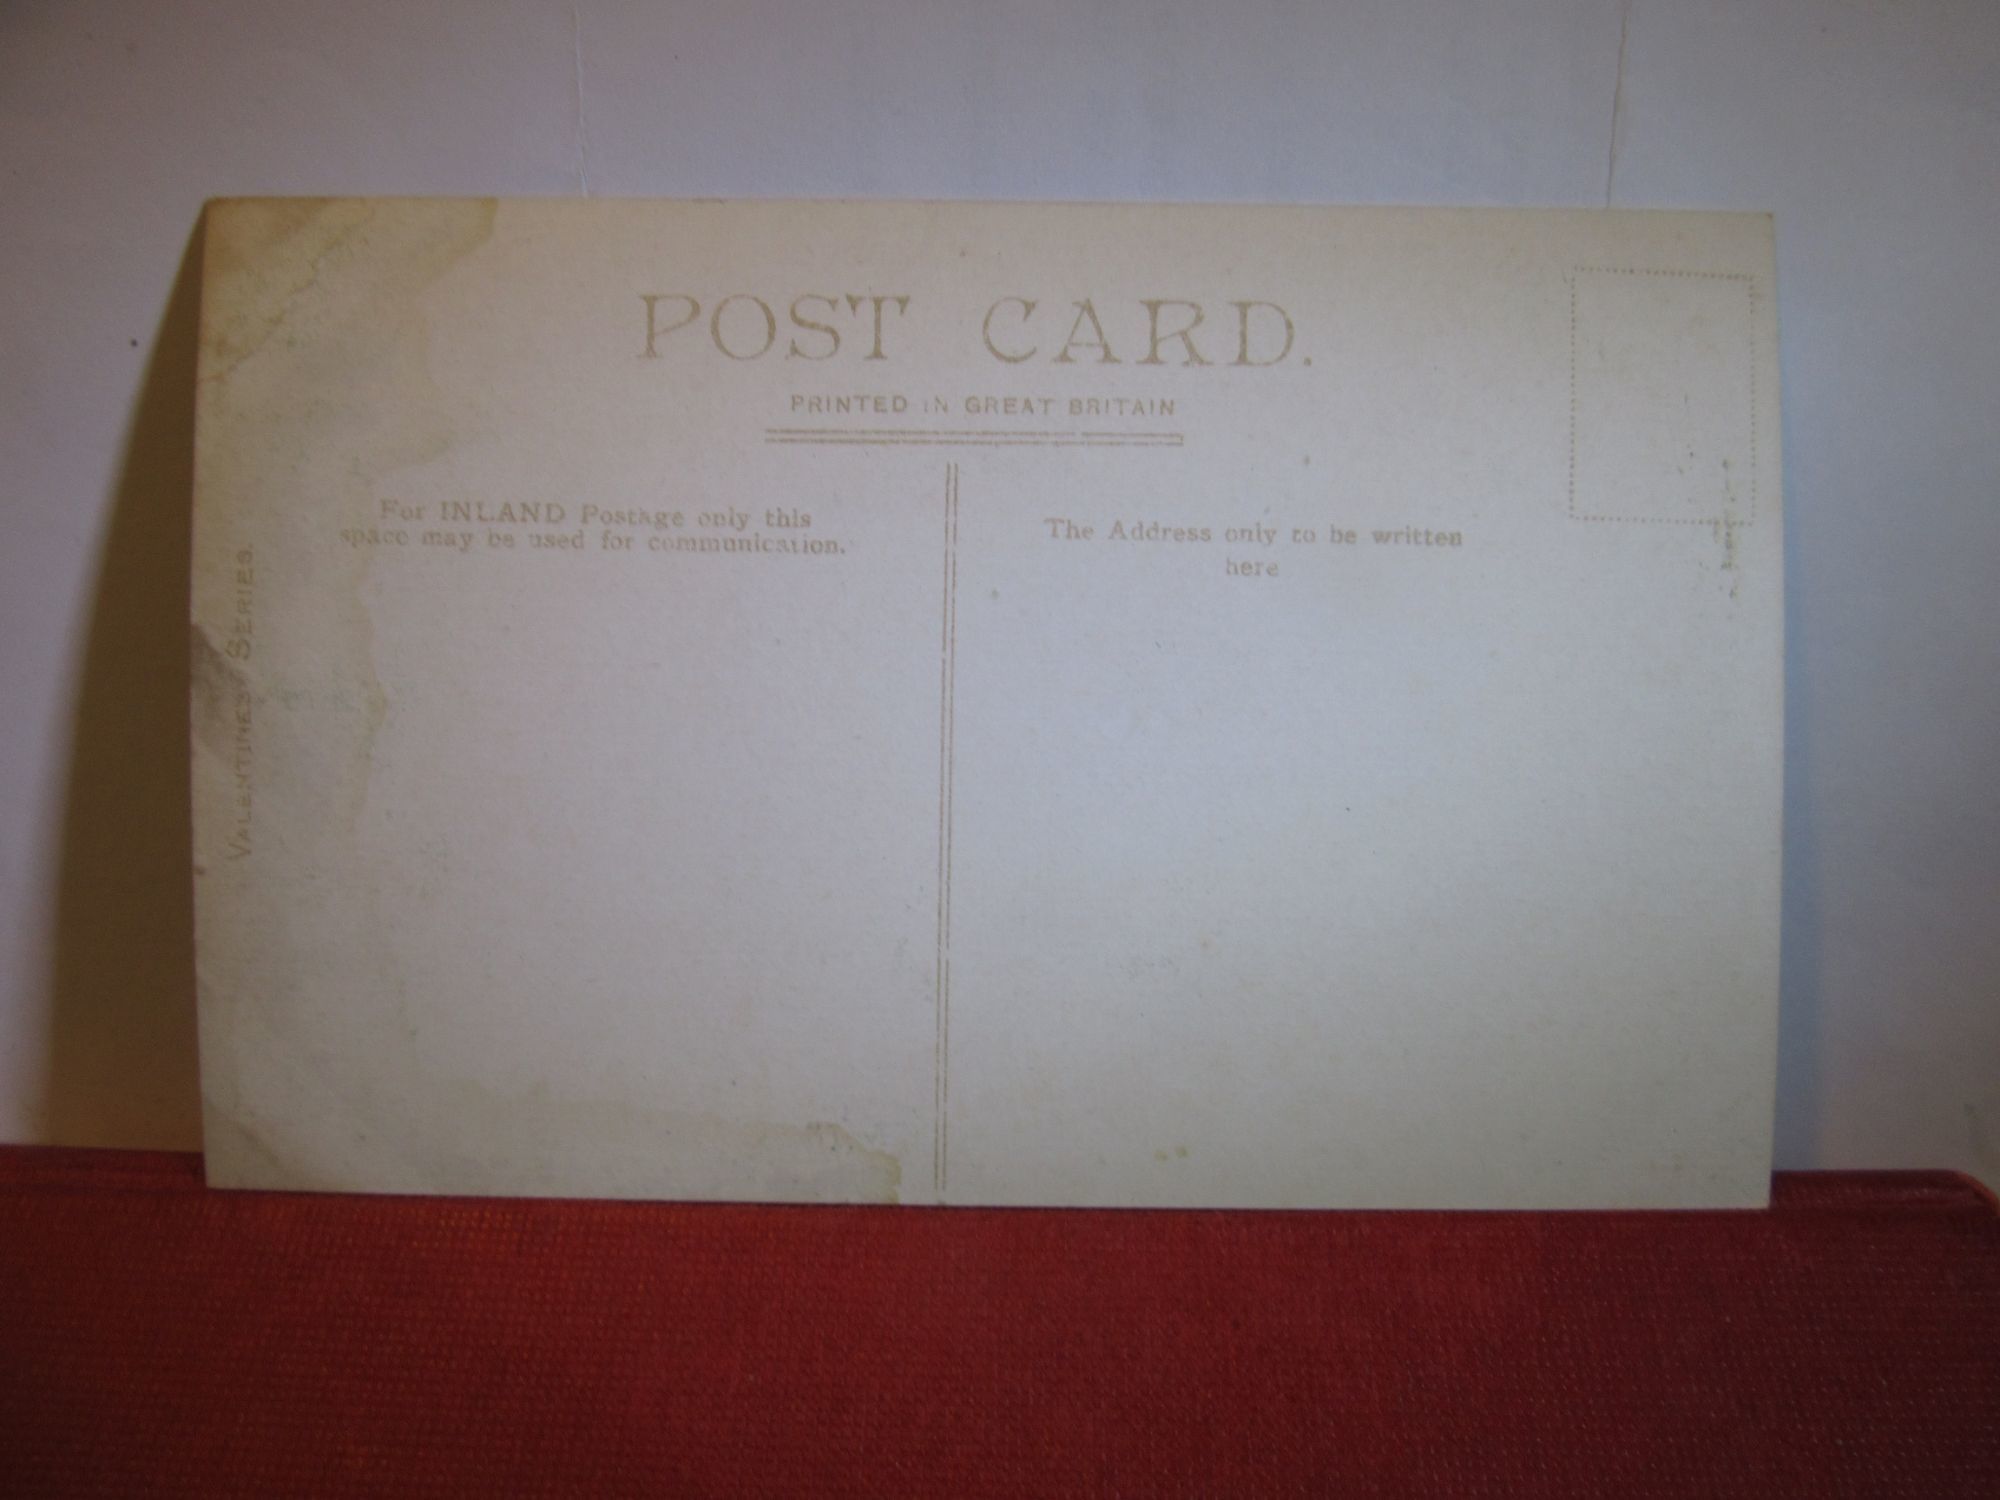 POST CARD.
PRINTED IN GREAT BRITAIN
For INLAND Postage only this
space may be used for communication.
The Address only to be written
here
VALENTINES' SERIES.